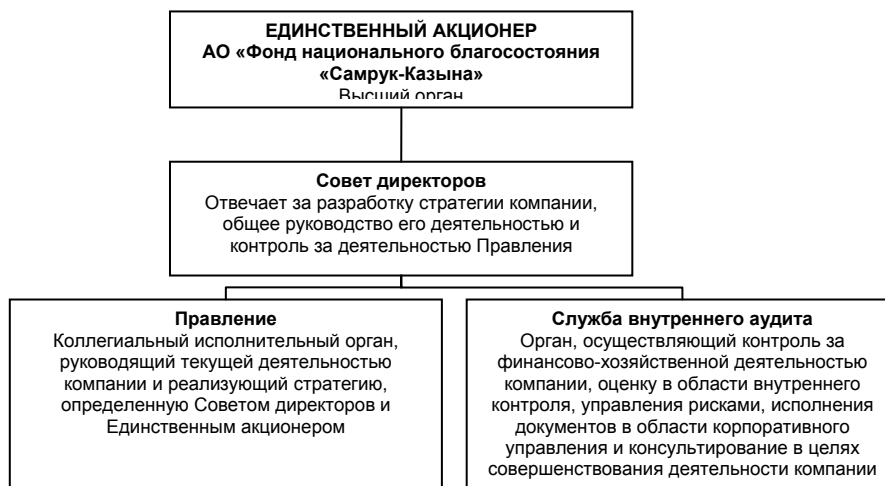 ЕДИНСТВЕННЫЙ АКЦИОНЕР
АО «Фонд национального благосостояния
«Самрук-Казына»
Высший орган
Совет директоров
Отвечает за разработку стратегии компании,
общее руководство его деятельностью и
контроль за деятельностью Правления
Правление
Коллегиальный исполнительный орган,
руководящий текущей деятельностью
компании и реализующий стратегию,
определенную Советом директоров и
Единственным акционером
Служба внутреннего аудита
Орган, осуществляющий контроль за
финансово-хозяйственной деятельностью
компании, оценку в области внутреннего
контроля, управления рисками, исполнения
документов в области корпоративного
управления и консультирование в целях
совершенствования деятельности компании